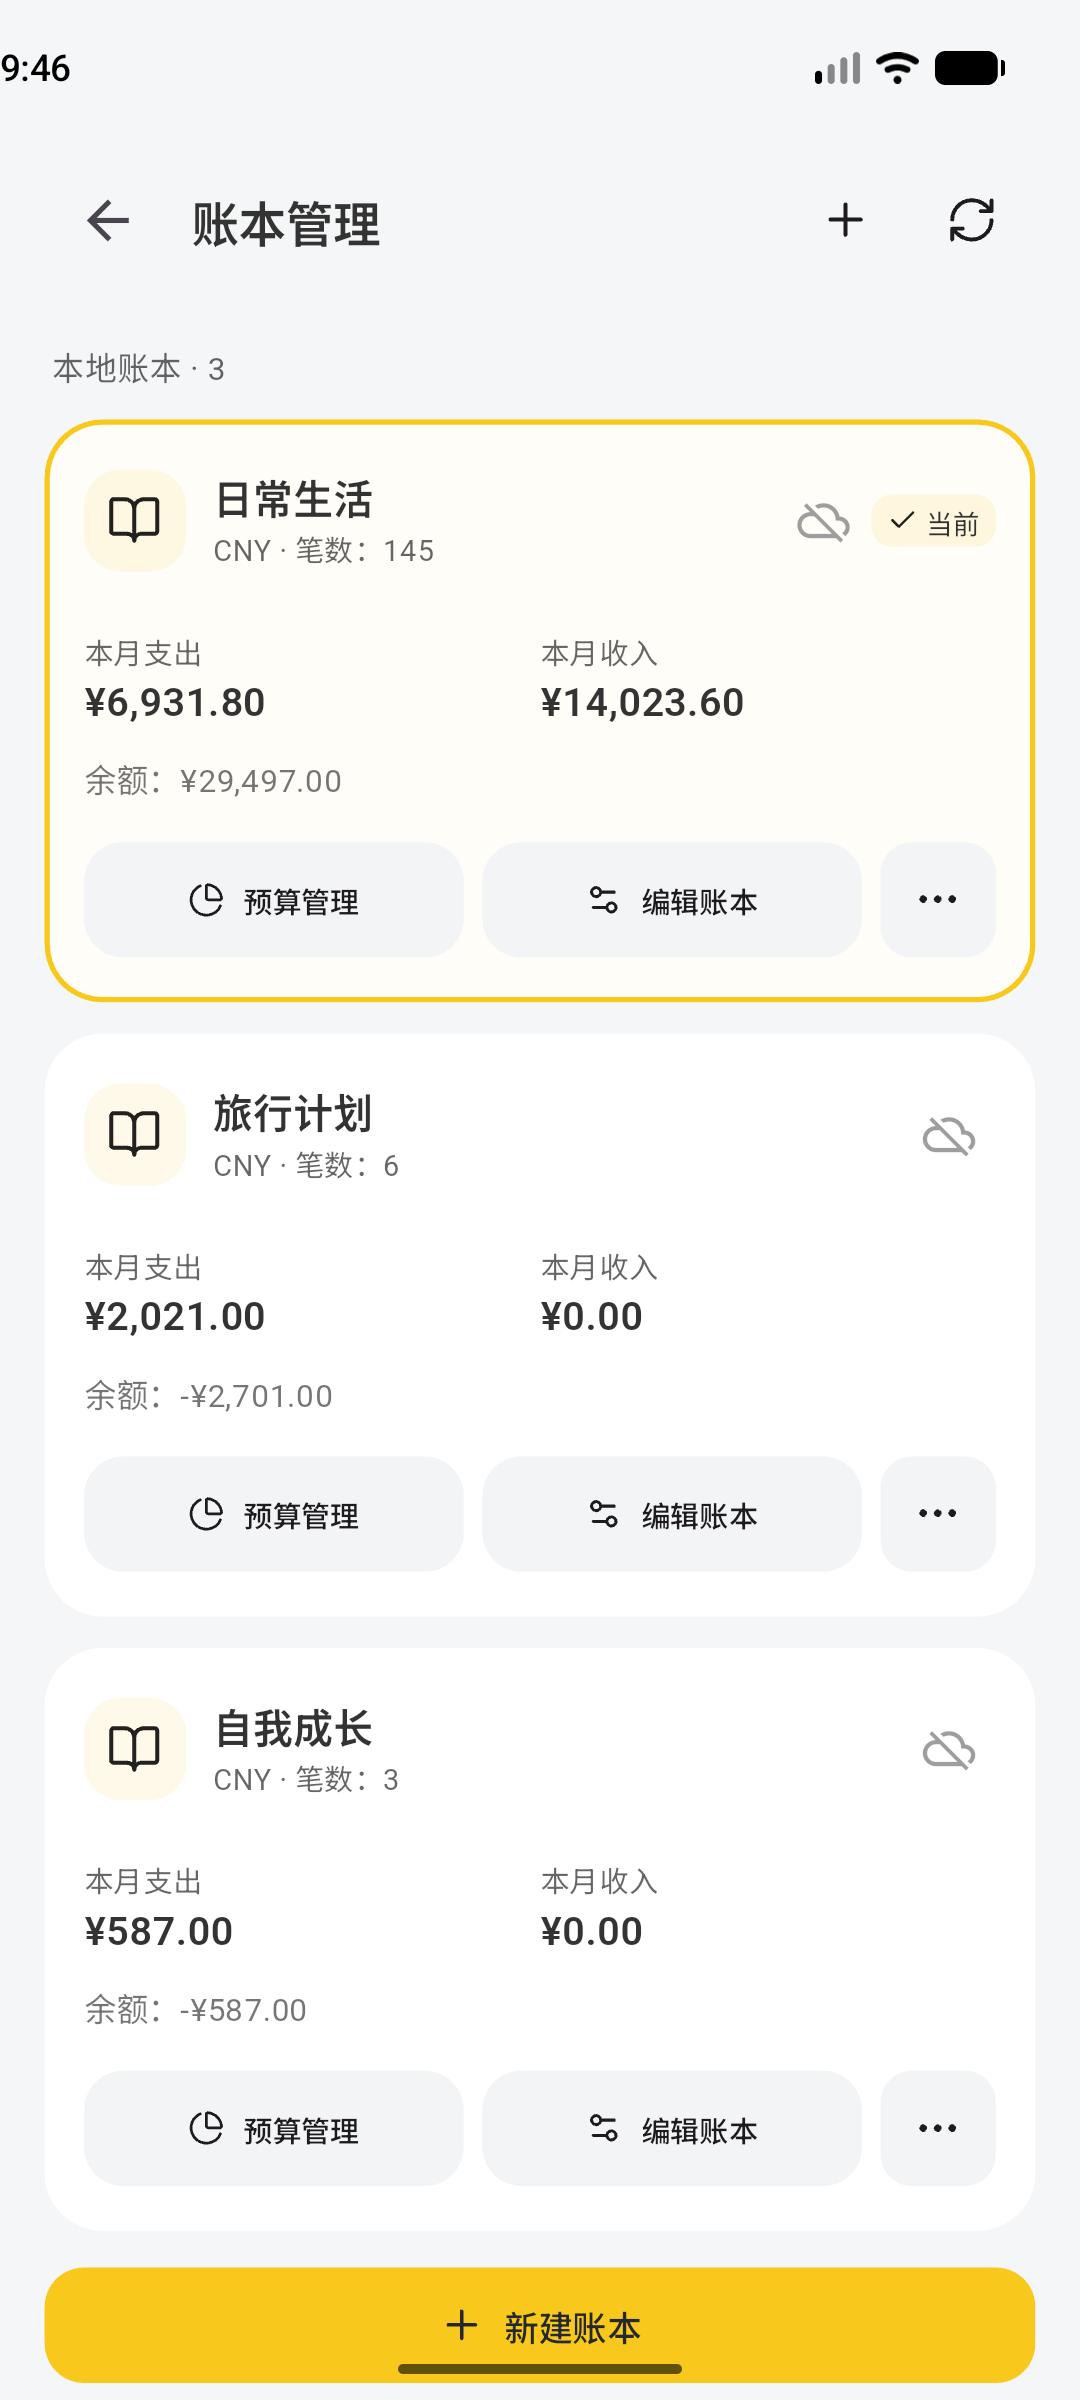 9:46
账本管理
本地账本 · 3
日常生活
CNY · 笔数：145
当前
本月支出
本月收入
¥6,931.80
¥14,023.60
余额：¥29,497.00
预算管理
编辑账本
旅行计划
CNY · 笔数：6
本月支出
本月收入
¥2,021.00
¥0.00
余额：-¥2,701.00
预算管理
编辑账本
自我成长
CNY · 笔数：3
本月支出
本月收入
¥587.00
¥0.00
余额：-¥587.00
预算管理
编辑账本
新建账本